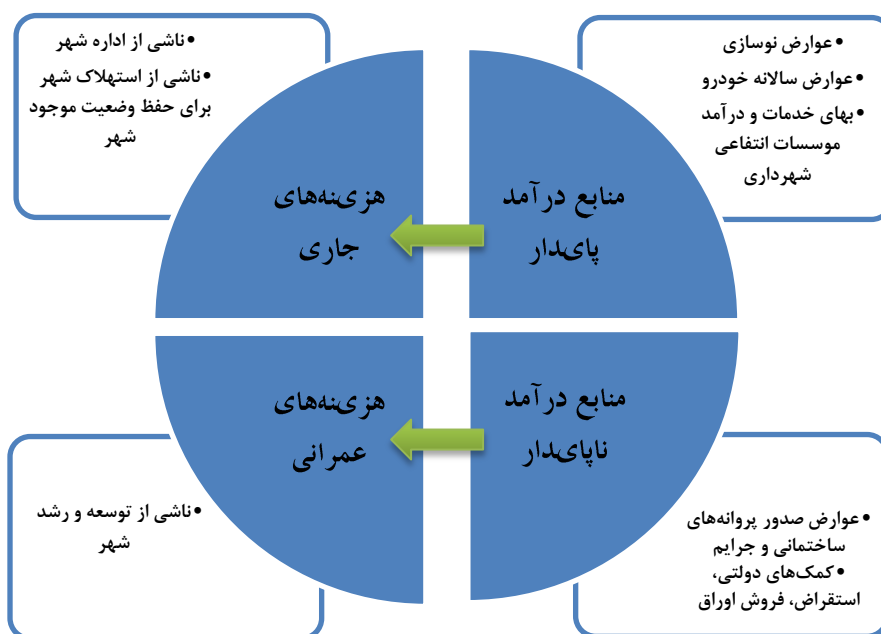 •عوارض نوسازی
•عوارض سالانه خودرو
•بهای خدمات و درآمد
موسسات انتفاعی
شهرداری
•ناشی از اداره شهر
•ناشی از استهلاک شهر
برای حفظ وضعیت موجود
شهر
منابع درآمد
پایدار
هزینه‌های
جاری
منابع درآمد
ناپایدار
هزینه‌های
عمرانی
•عوارض صدور پروانه‌های
ساختمانی و جرایم
•کمک‌های دولتی،
استقراض، فروش اوراق
•ناشی از توسعه و رشد
شهر